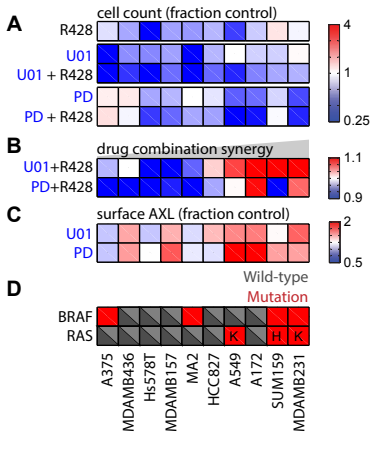 A
cell count (fraction control)
R428
U01
U01 + R428
PD
PD + R428
4
1
0.25
B
drug combination synergy
U01+R428
PD+R428
1.1
0.9
C
surface AXL (fraction control)
U01
PD
2
0.5
Wild-type
Mutation
D
BRAF
RAS
K H K
A375
MDAMB436
Hs578T
MDAMB157
MA2
HCC827
A549
A172
SUM159
MDAMB231